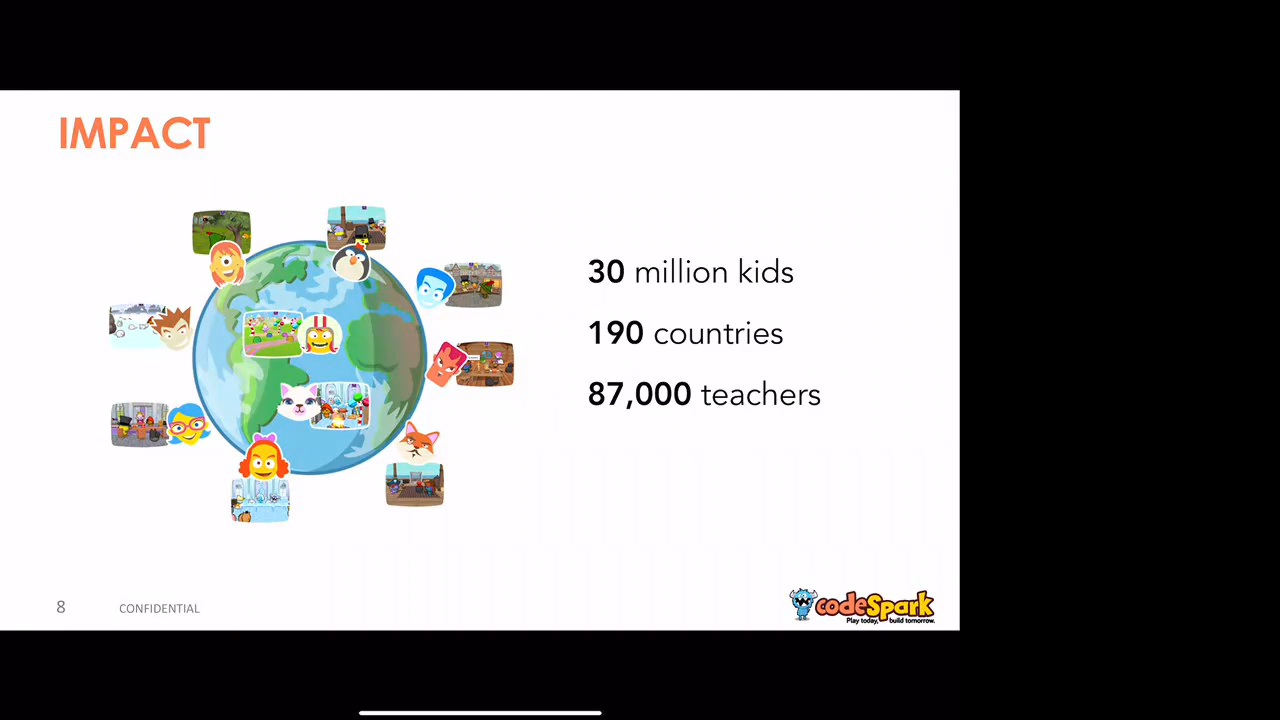 IMPACT
30 million kids
190 countries
87,000 teachers
8 CONFIDENTIAL
codeSpark
Play today, build tomorrow.